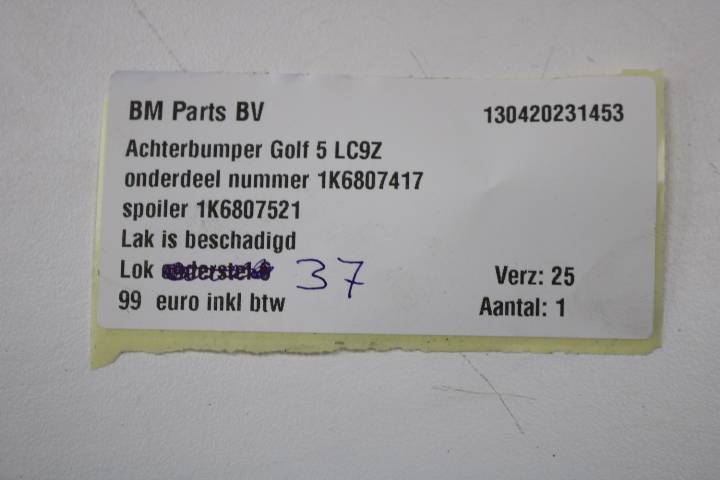 BM Parts BV 130420231453
Achterbumper Golf 5 LC9Z
onderdeel nummer 1K6807417
spoiler 1K6807521
Lak is beschadigd
Lok 37 Verz: 25
99 euro inkl btw Aantal: 1